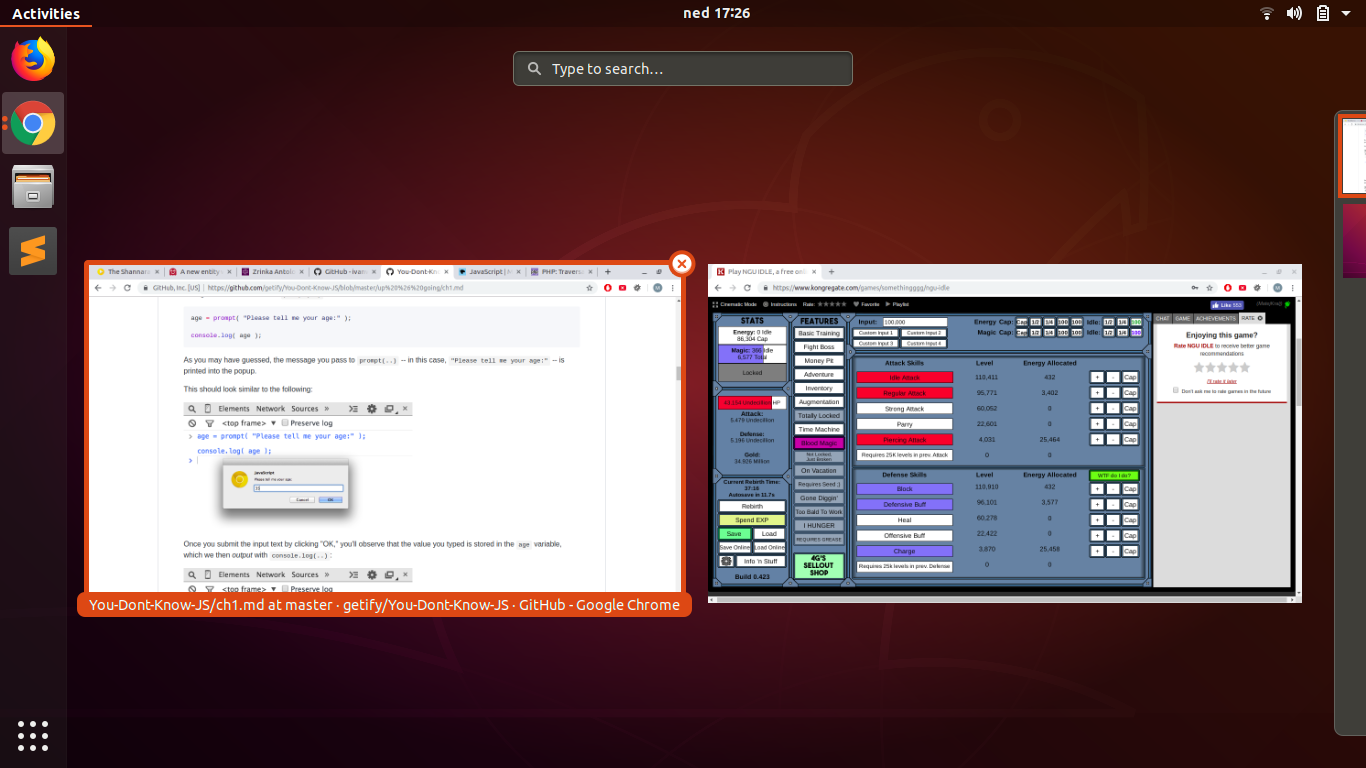 Activities
ned 17:26
Type to search...
The Shannara
A new entity
Zrinka Antola
GitHub - ivan
You-Dont-Kno
JavaScript | M
PHP: Travers
GitHub, Inc. [US]
https://github.com/getify/You-Dont-Know-JS/blob/master/up%20%26%20going/ch1.md
age = prompt( "Please tell me your age:" );
console.log( age );
As you may have guessed, the message you pass to prompt(..) -- in this case, "Please tell me your age:" -- is
printed into the popup.
This should look similar to the following:
Elements Network Sources »
<top frame> ▼ Preserve log
> age = prompt( "Please tell me your age:" );
console.log( age );
>
JavaScript
Please tell me your age:
Cancel OK
Once you submit the input text by clicking "OK," you'll observe that the value you typed is stored in the age variable,
which we then output with console.log(..) :
Elements Network Sources »
<top frame> ▼ Preserve log
You-Dont-Know-JS/ch1.md at master · getify/You-Dont-Know-JS · GitHub - Google Chrome
Play NGU IDLE, a free onli
https://www.kongregate.com/games/somethingggg/ngu-idle
Cinematic Mode Instructions Rate: Favorite Playlist
Like 553
STATS
Energy: 0 Idle
86,304 Cap
Magic: 366 Idle
6,577 Total
Locked
HP
Attack:
5.479 Undecillion
Defense:
5.195 Undecillion
Gold:
34.926 Million
Current Rebirth Time:
37:18
Autosave in 11.7s
Rebirth
Spend EXP
Save Load
Save Online Load Online
Info 'n Stuff
Build 0.423
FEATURES
Basic Training
Fight Boss
Money Pit
Adventure
Inventory
Augmentation
Totally Locked
Time Machine
Blood Magic
Not Locked,
Just Broken
On Vacation
Requires Seed ;)
Gone Diggin'
Too Bald To Work
I HUNGER
REQUIRES GREASE
4G'S
SELLOUT
SHOP
Input: 100,000
Custom Input 1 Custom Input 2
Custom Input 3 Custom Input 4
Energy Cap: Cap 1/2 1/4 100 100 Idle: 1/2 1/4 100
Magic Cap: Cap 1/2 1/4 100 100 Idle: 1/2 1/4 100
Attack Skills Level Energy Allocated
Idle Attack 110,411 432 + - Cap
Regular Attack 95,771 3,402 + - Cap
Strong Attack 60,052 0 + - Cap
Parry 22,601 0 + - Cap
Piercing Attack 4,031 25,464 + - Cap
Requires 25K levels in prev. Attack 0 0
Defense Skills Level Energy Allocated WTF do I do?
Block 110,910 432 + - Cap
Defensive Buff 96,101 3,577 + - Cap
Heal 60,278 0 + - Cap
Offensive Buff 22,422 0 + - Cap
Charge 3,870 25,458 + - Cap
Requires 25k levels in prev. Defense 0 0
CHAT GAME ACHIEVEMENTS RATE
Enjoying this game?
Rate NGU IDLE to receive better game
recommendations
I'll rate it later
Don't ask me to rate games in the future